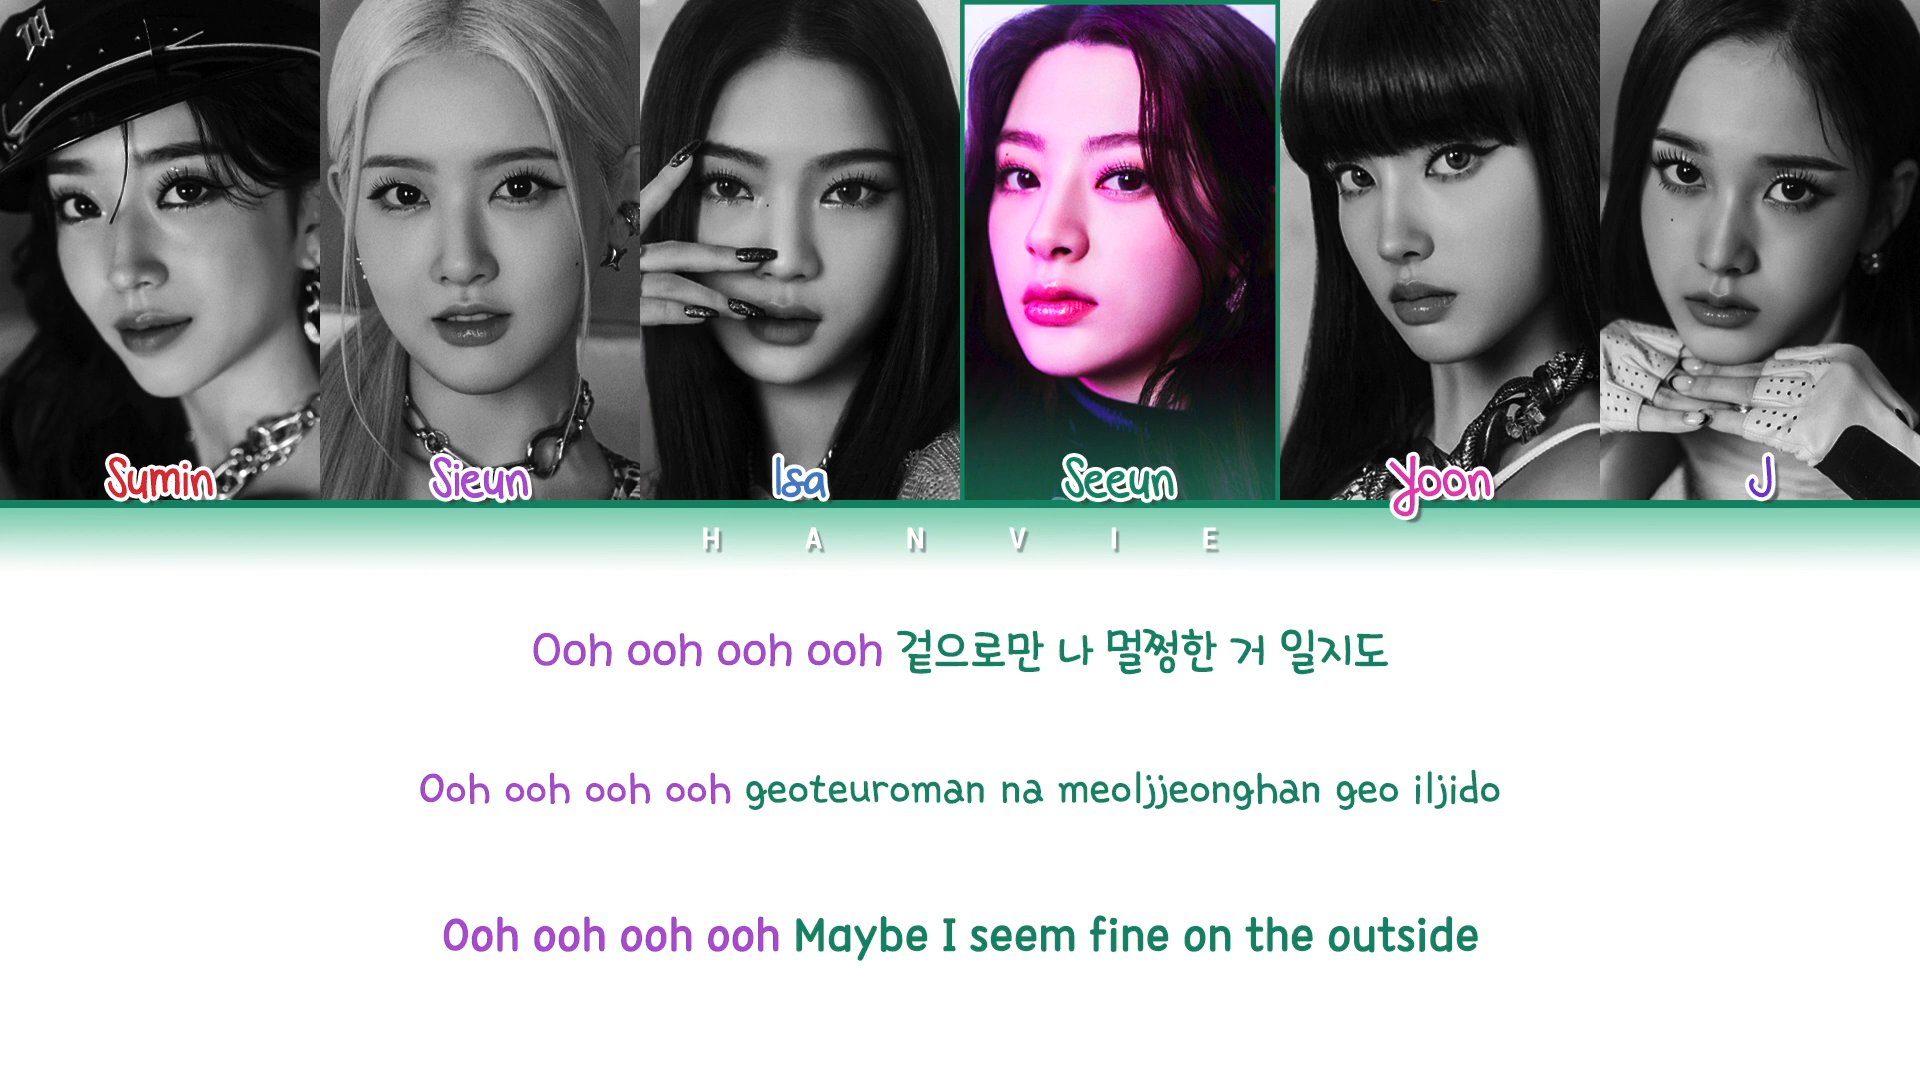 Sumin Sieun Isa Seeun Yoon J
H A N V I E
Ooh ooh ooh ooh 겉으로만 나 멀쩡한 거 일지도
Ooh ooh ooh ooh geoteuroman na meoljjeonghan geo iljido
Ooh ooh ooh ooh Maybe I seem fine on the outside